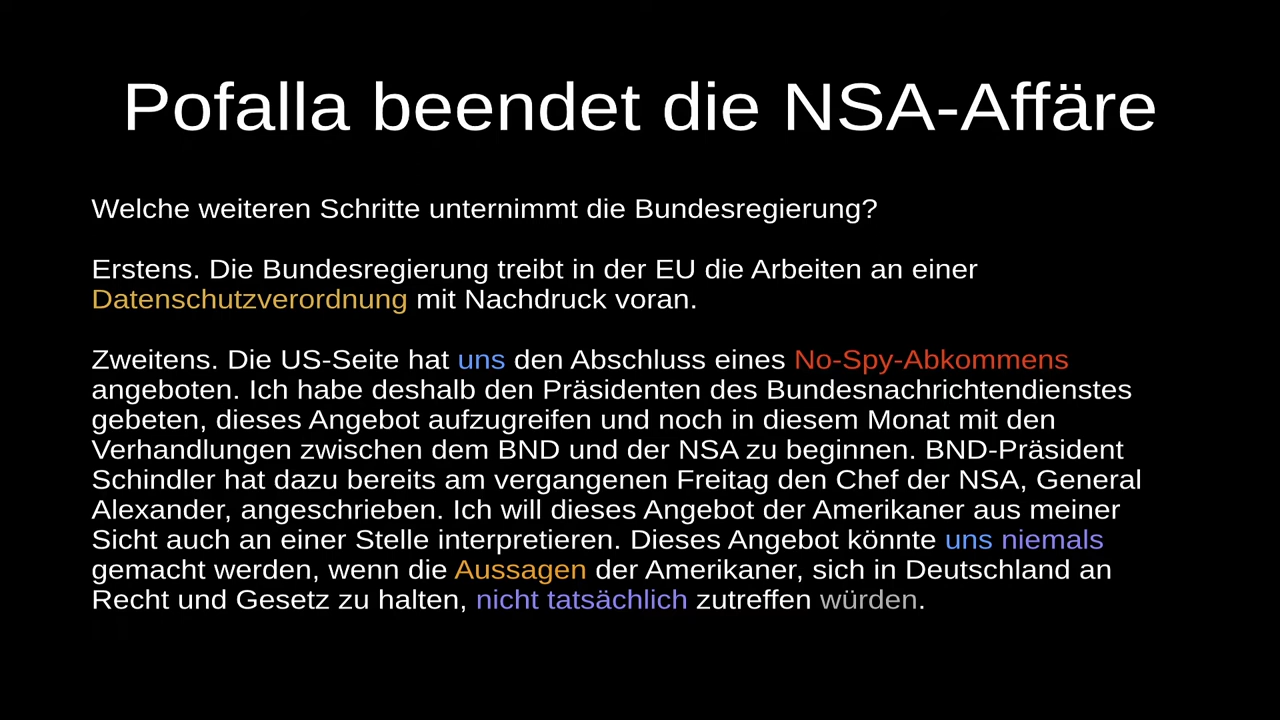 Pofalla beendet die NSA-Affäre
Welche weiteren Schritte unternimmt die Bundesregierung?
Erstens. Die Bundesregierung treibt in der EU die Arbeiten an einer
Datenschutzverordnung mit Nachdruck voran.
Zweitens. Die US-Seite hat uns den Abschluss eines No-Spy-Abkommens
angeboten. Ich habe deshalb den Präsidenten des Bundesnachrichtendienstes
gebeten, dieses Angebot aufzugreifen und noch in diesem Monat mit den
Verhandlungen zwischen dem BND und der NSA zu beginnen. BND-Präsident
Schindler hat dazu bereits am vergangenen Freitag den Chef der NSA, General
Alexander, angeschrieben. Ich will dieses Angebot der Amerikaner aus meiner
Sicht auch an einer Stelle interpretieren. Dieses Angebot könnte uns niemals
gemacht werden, wenn die Aussagen der Amerikaner, sich in Deutschland an
Recht und Gesetz zu halten, nicht tatsächlich zutreffen würden.